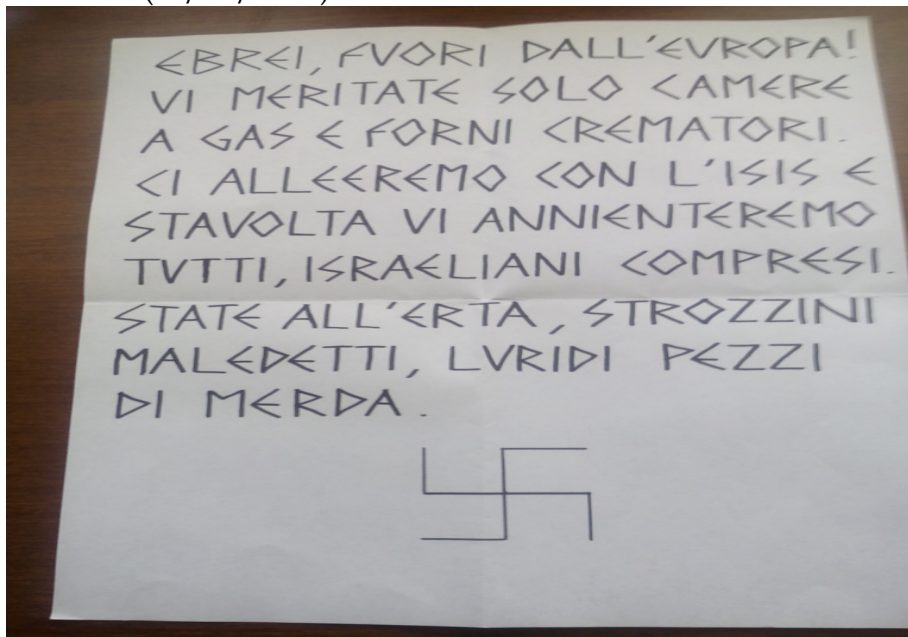 EBREI, FVORI DALL'EVROPA!
VI MERITATE SOLO CAMERE
A GAS E FORNI CREMATORI.
CI ALLEEREMO CON L'ISIS E
STAVOLTA VI ANNIENTEREMO
TVTTI, ISRAELIANI COMPRESI.
STATE ALL'ERTA, STROZZINI
MALEDETTI, LVRIDI PEZZI
DI MERDA.